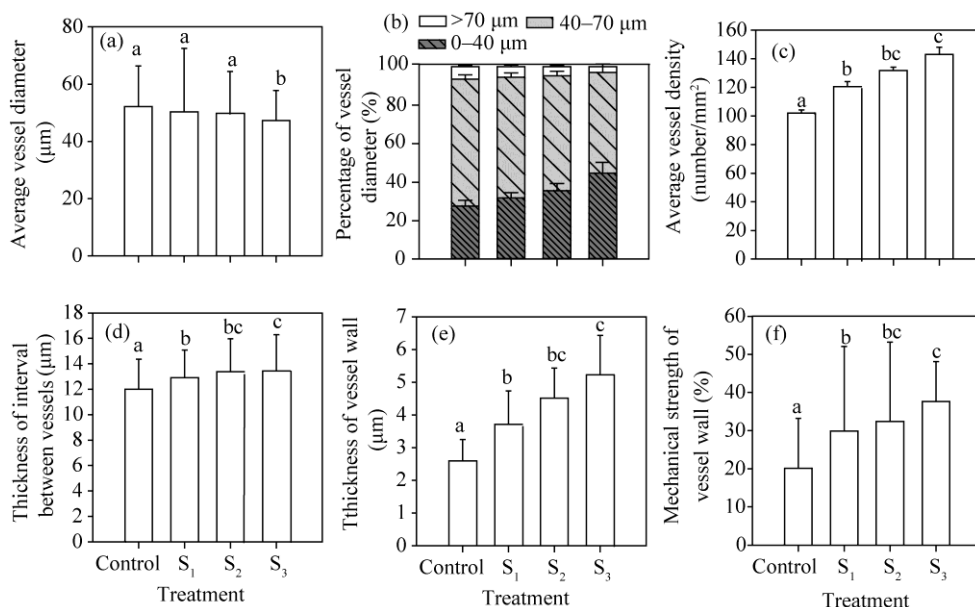 (a)
Average vessel diameter
(μm)
80
60
40
20
0
a
a
a
b
(b)
>70 μm
40–70 μm
0–40 μm
Percentage of vessel
diameter (%)
100
80
60
40
20
0
(c)
Average vessel density
(number/mm²)
160
140
120
100
80
60
40
20
0
a
b
bc
c
(d)
Thickness of interval
between vessels (μm)
18
16
14
12
10
8
6
4
2
0
a
b
bc
c
Control S₁ S₂ S₃
Treatment
(e)
Tthickness of vessel wall
(μm)
7
6
5
4
3
2
1
0
a
b
bc
c
Control S₁ S₂ S₃
Treatment
(f)
Mechanical strength of
vessel wall (%)
60
50
40
30
20
10
0
a
b
bc
c
Control S₁ S₂ S₃
Treatment